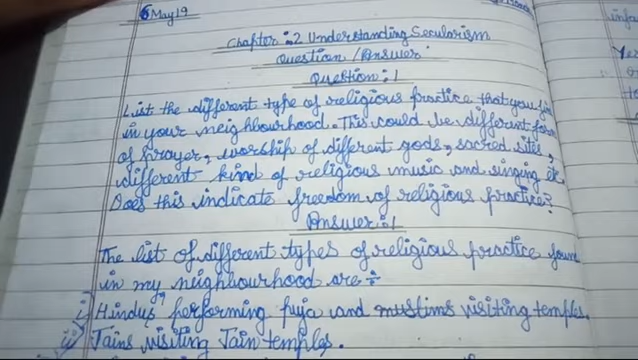 6 May 19
Chapter :2 Understanding Secularism
Question / Answer
Question : 1
List the different type of religious practice that you find
in your neighbourhood. This could be different form
of prayer, worship of different gods, sacred sites,
different kind of religious music and singing etc.
Does this indicate freedom of religious practice?
Answer : 1
The list of different types of religious practice found
in my neighbourhood are :-
Hindus performing puja and muslims visiting temples.
Jains visiting Jain temples.